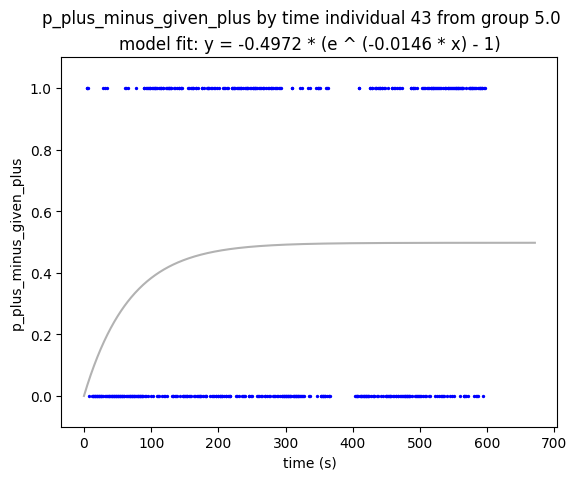 p_plus_minus_given_plus by time individual 43 from group 5.0
model fit: y = -0.4972 * (e ^ (-0.0146 * x) - 1)
1.0
0.8
0.6
0.4
0.2
0.0
p_plus_minus_given_plus
0 100 200 300 400 500 600 700
time (s)